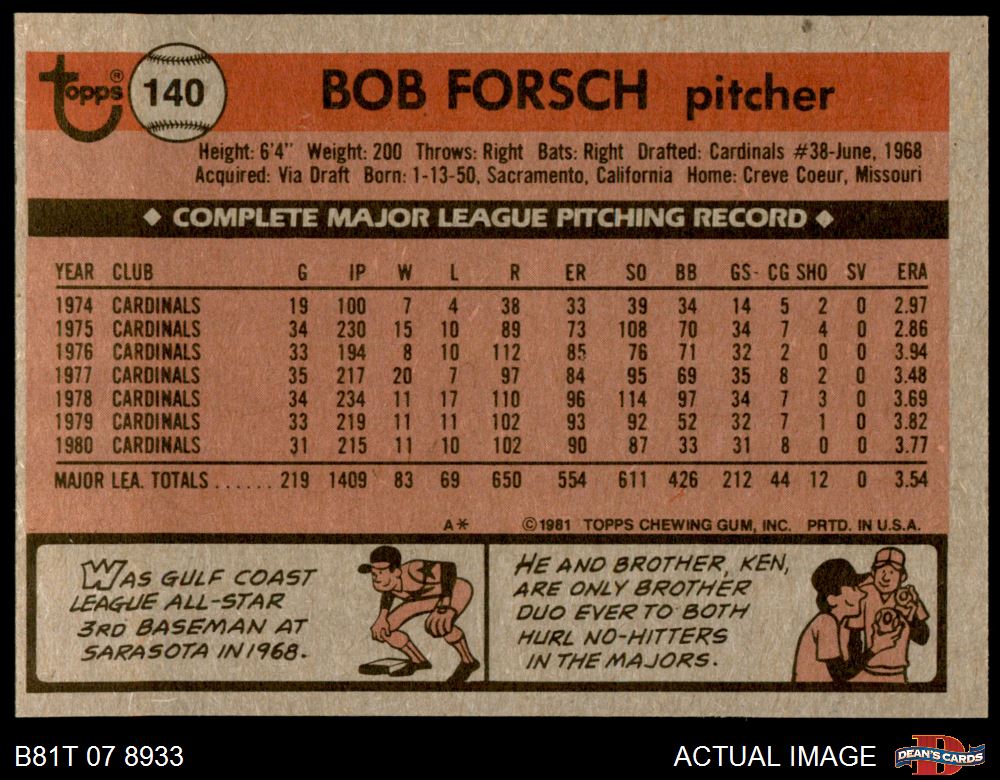 Topps® 140 BOB FORSCH pitcher
Height: 6'4" Weight: 200 Throws: Right Bats: Right Drafted: Cardinals #38-June, 1968
Acquired: Via Draft Born: 1-13-50, Sacramento, California Home: Creve Coeur, Missouri
◆ COMPLETE MAJOR LEAGUE PITCHING RECORD ◆
YEAR CLUB G IP W L R ER SO BB GS CG SHO SV ERA
1974 CARDINALS 19 100 7 4 38 33 39 34 14 5 2 0 2.97
1975 CARDINALS 34 230 15 10 89 73 108 70 34 7 4 0 2.86
1976 CARDINALS 33 194 8 10 112 85 76 71 32 2 0 0 3.94
1977 CARDINALS 35 217 20 7 97 84 95 69 35 8 2 0 3.48
1978 CARDINALS 34 234 11 17 110 96 114 97 34 7 3 0 3.69
1979 CARDINALS 33 219 11 11 102 93 92 52 32 7 1 0 3.82
1980 CARDINALS 31 215 11 10 102 90 87 33 31 8 0 0 3.77
MAJOR LEA. TOTALS ...... 219 1409 83 69 650 554 611 426 212 44 12 0 3.54
A* ©1981 TOPPS CHEWING GUM, INC. PRTD. IN U.S.A.
WAS GULF COAST
LEAGUE ALL-STAR
3RD BASEMAN AT
SARASOTA IN 1968.
HE AND BROTHER, KEN,
ARE ONLY BROTHER
DUO EVER TO BOTH
HURL NO-HITTERS
IN THE MAJORS.
B81T 07 8933 ACTUAL IMAGE DEAN'S CARDS